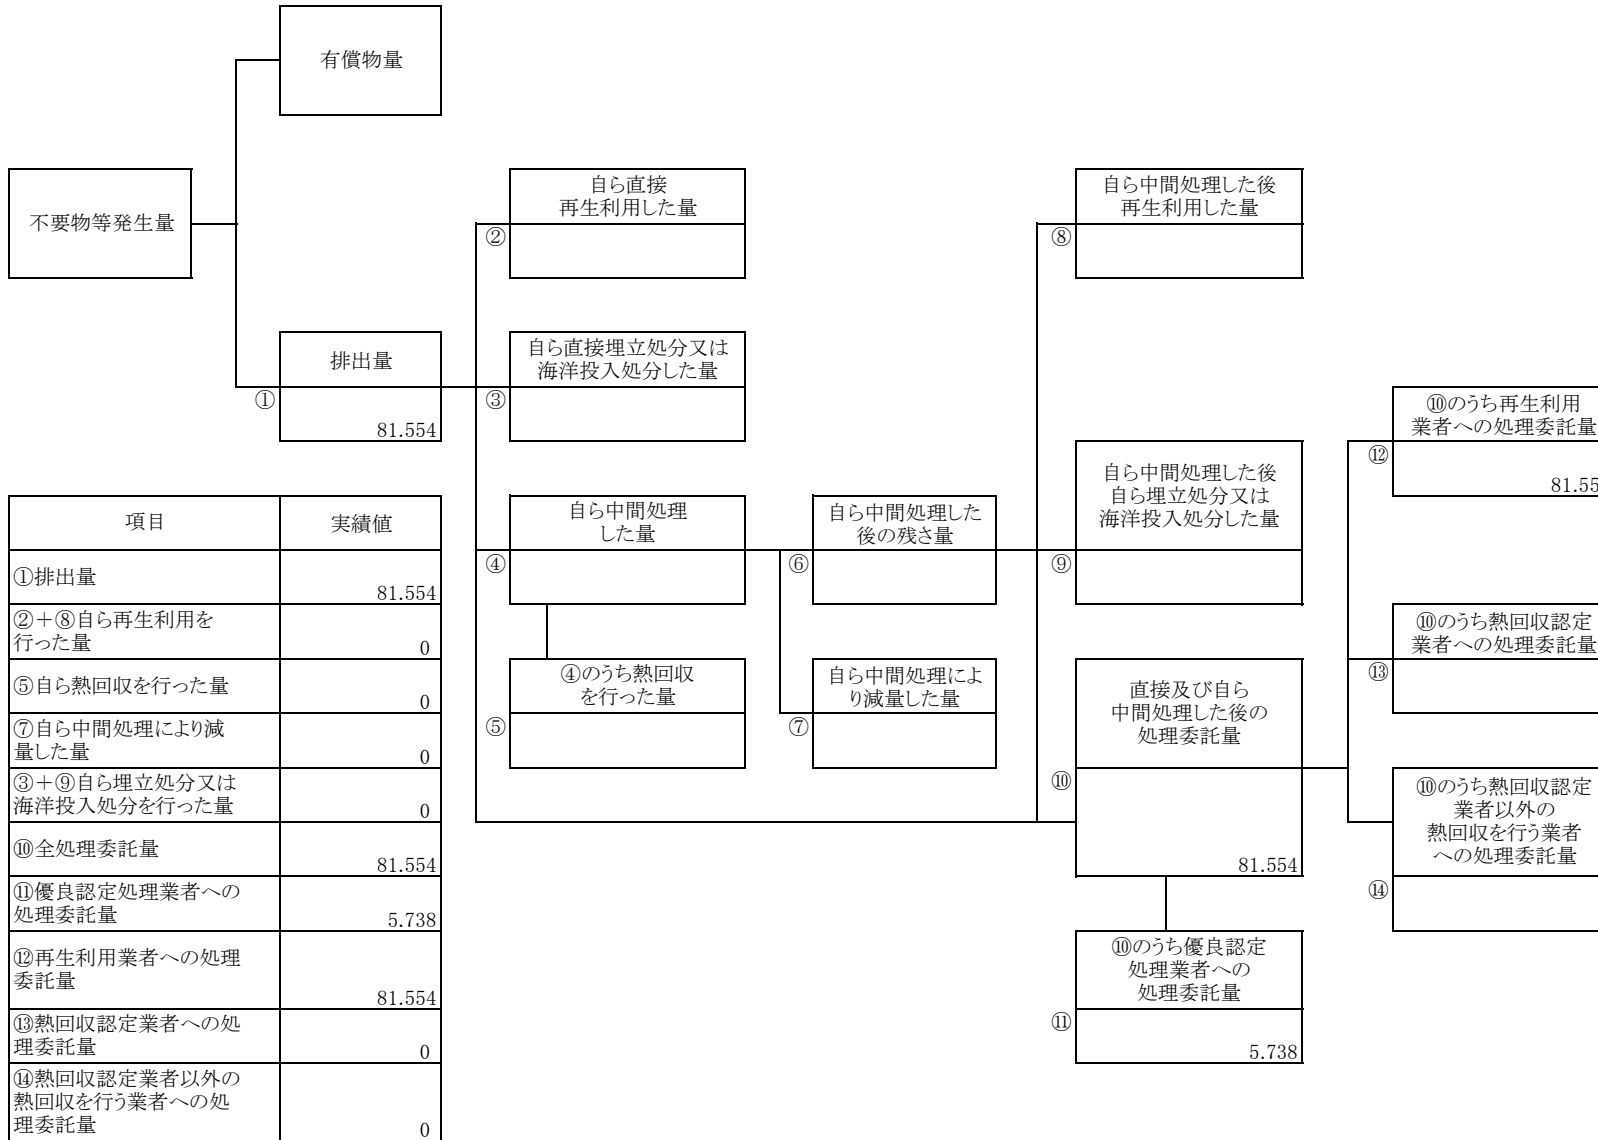 有償物量
不要物等発生量
自ら直接
再生利用した量
②
自ら中間処理した後
再生利用した量
⑧
排出量
①
81.554
自ら直接埋立処分又は
海洋投入処分した量
③
⑩のうち再生利用
業者への処理委託量
⑫
81.55
自ら中間処理
した量
④
自ら中間処理した
後の残さ量
⑥
自ら中間処理した後
自ら埋立処分又は
海洋投入処分した量
⑨
⑩のうち熱回収認定
業者への処理委託量
⑬
④のうち熱回収
を行った量
⑤
自ら中間処理によ
り減量した量
⑦
直接及び自ら
中間処理した後の
処理委託量
⑩
81.554
⑩のうち熱回収認定
業者以外の
熱回収を行う業者
への処理委託量
⑭
⑩のうち優良認定
処理業者への
処理委託量
⑪
5.738
項目 実績値
①排出量
81.554
②+⑧自ら再生利用を
行った量
0
⑤自ら熱回収を行った量
0
⑦自ら中間処理により減
量した量
0
③+⑨自ら埋立処分又は
海洋投入処分を行った量
0
⑩全処理委託量
81.554
⑪優良認定処理業者への
処理委託量
5.738
⑫再生利用業者への処理
委託量
81.554
⑬熱回収認定業者への処
理委託量
0
⑭熱回収認定業者以外の
熱回収を行う業者への処
理委託量
0